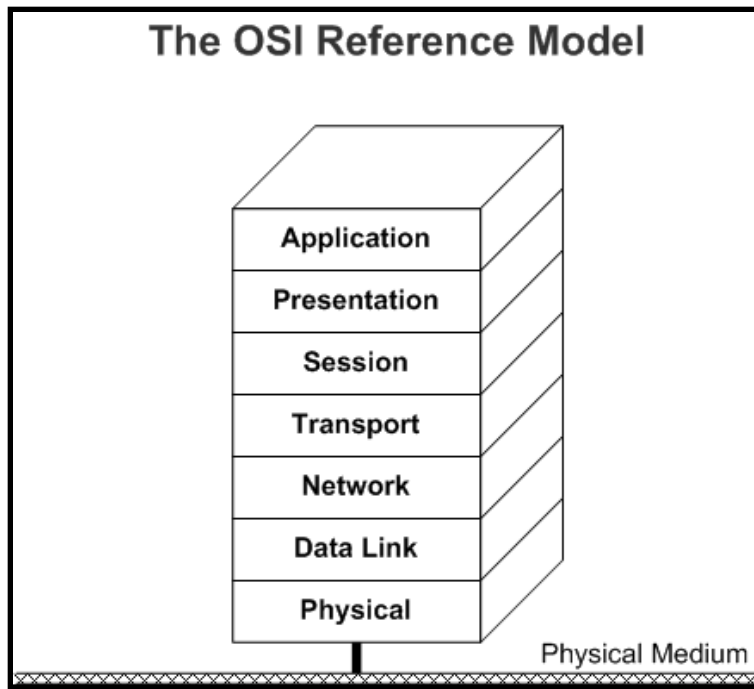 The OSI Reference Model
Application
Presentation
Session
Transport
Network
Data Link
Physical
Physical Medium